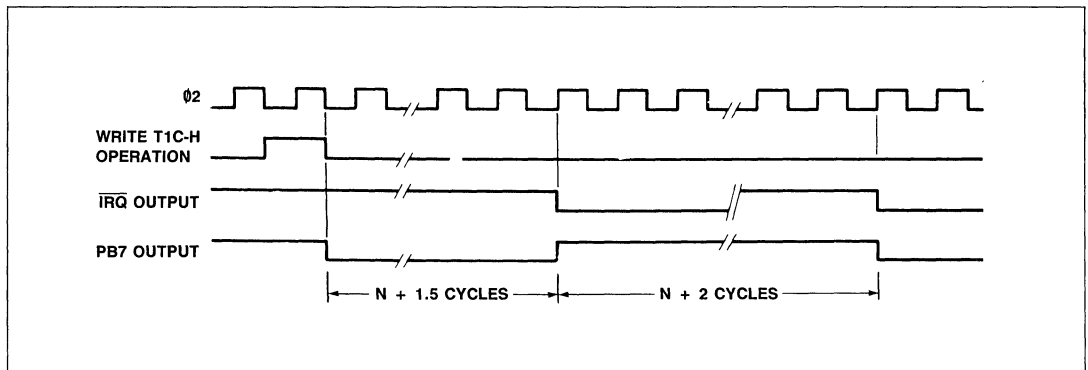 Φ2
WRITE T1C-H
OPERATION
IRQ OUTPUT
PB7 OUTPUT
N + 1.5 CYCLES
N + 2 CYCLES